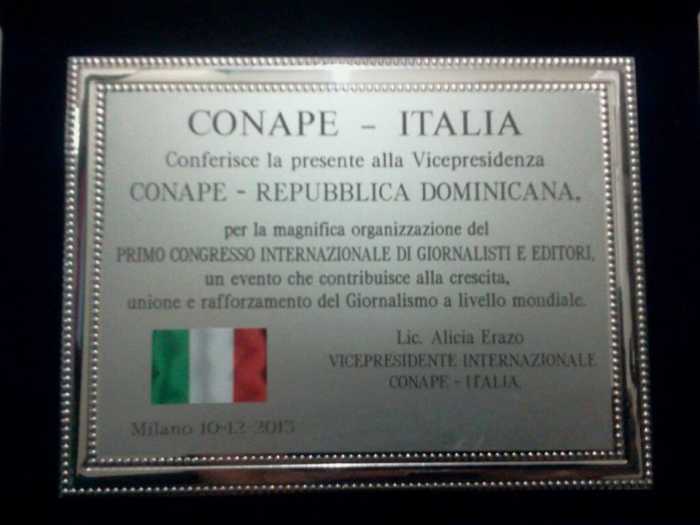 CONAPE - ITALIA
Conferisce la presente alla Vicepresidenza
CONAPE - REPUBBLICA DOMINICANA,
per la magnifica organizzazione del
PRIMO CONGRESSO INTERNAZIONALE DI GIORNALISTI E EDITORI,
un evento che contribuisce alla crescita,
unione e rafforzamento del Giornalismo a livello mondiale.
Lic. Alicia Erazo
VICEPRESIDENTE INTERNAZIONALE
CONAPE - ITALIA.
Milano 10-12-2015